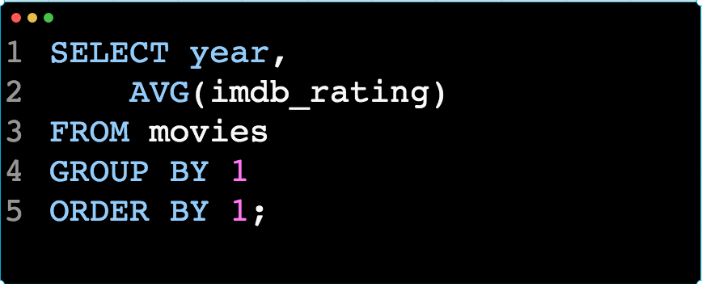 1 SELECT year,
2     AVG(imdb_rating)
3 FROM movies
4 GROUP BY 1
5 ORDER BY 1;